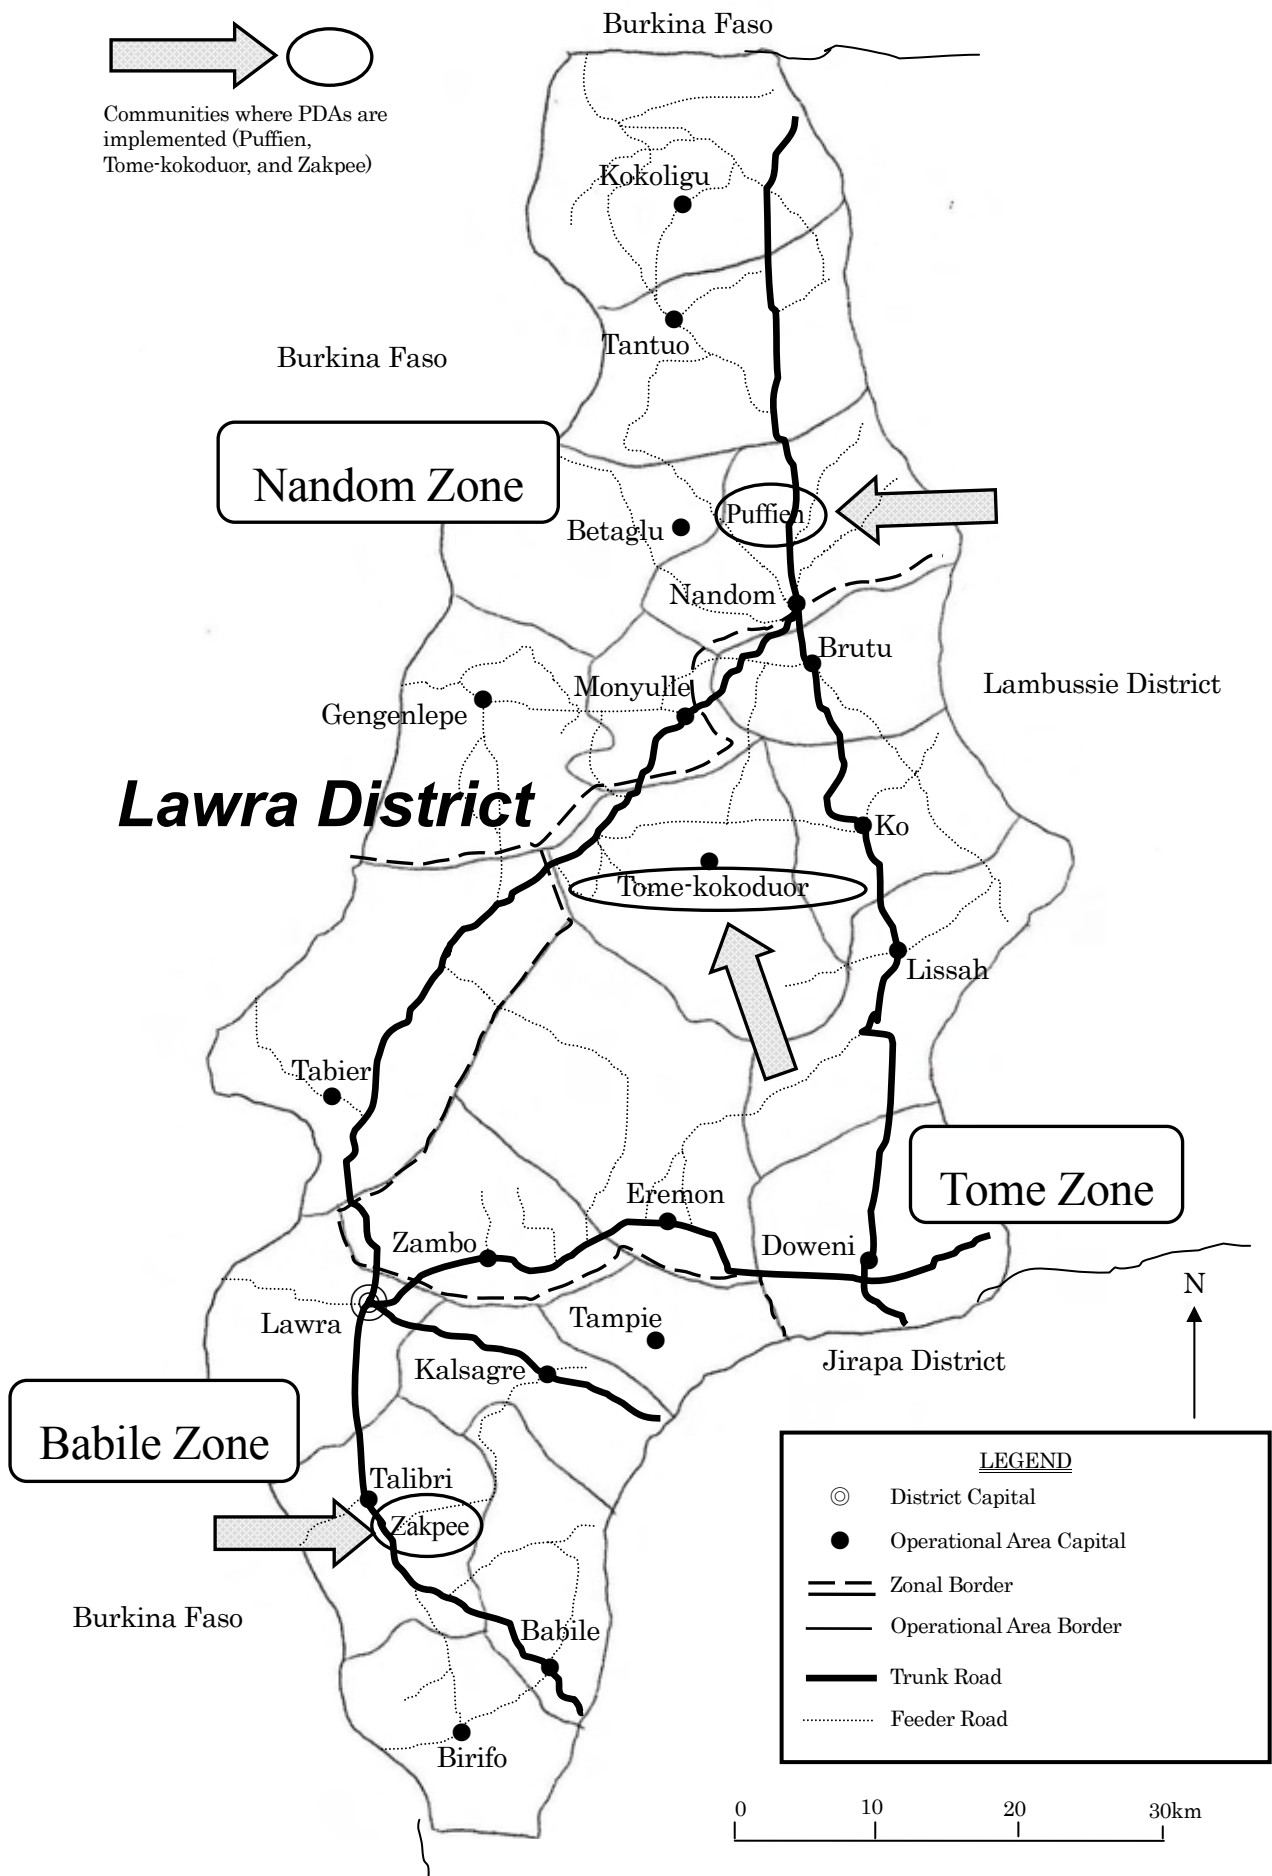 Burkina Faso
Communities where PDAs are
implemented (Puffien,
Tome-kokoduor, and Zakpee)
Kokoligu
Tantuo
Burkina Faso
Nandom Zone
Puffien
Betaglu
Nandom
Brutu
Lambussie District
Monyulle
Gengenlepe
Lawra District
Ko
Tome-kokoduor
Lissah
Tabier
Tome Zone
Eremon
Zambo
Doweni
N
Lawra
Tampie
Jirapa District
Kalsagre
Babile Zone
Talibri
Zakpee
Burkina Faso
Babile
Birifo
LEGEND
District Capital
Operational Area Capital
Zonal Border
Operational Area Border
Trunk Road
Feeder Road
0 10 20 30km